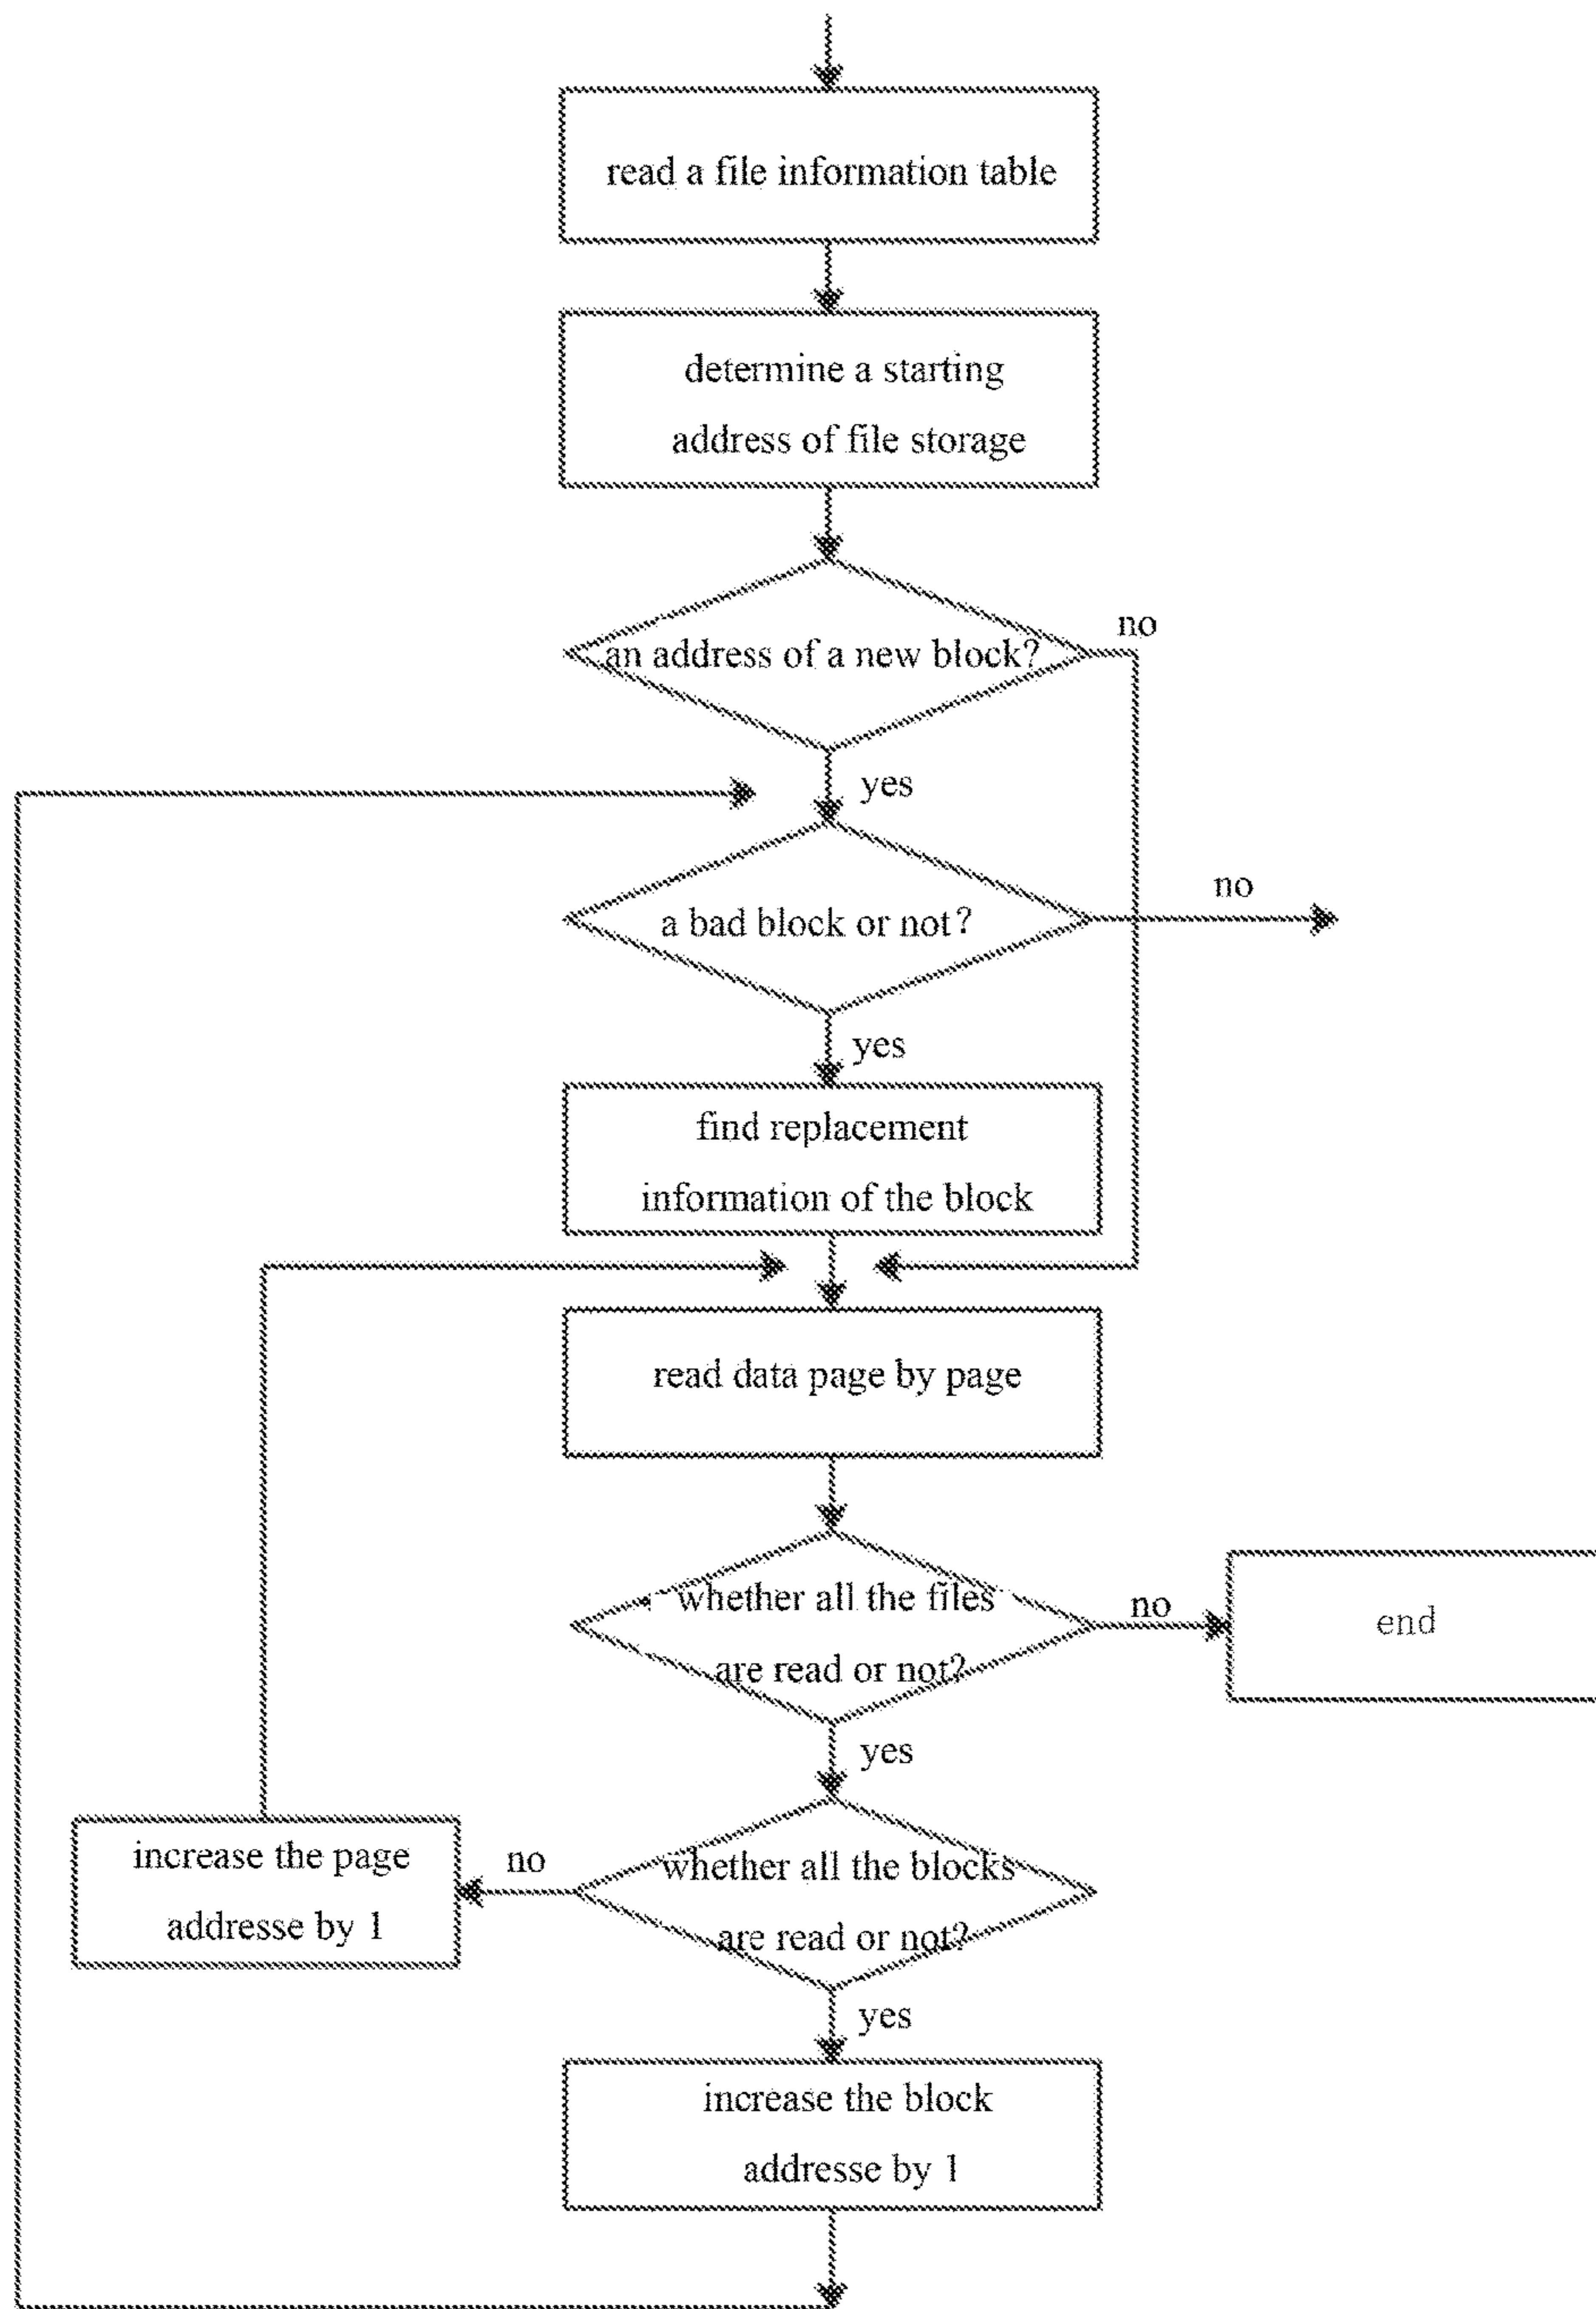 read a file information table
determine a starting
address of file storage
an address of a new block?
no
yes
a bad block or not?
no
yes
find replacement
information of the block
read data page by page
whether all the files
are read or not?
no
end
yes
whether all the blocks
are read or not?
no
increase the page
addresse by 1
yes
increase the block
addresse by 1